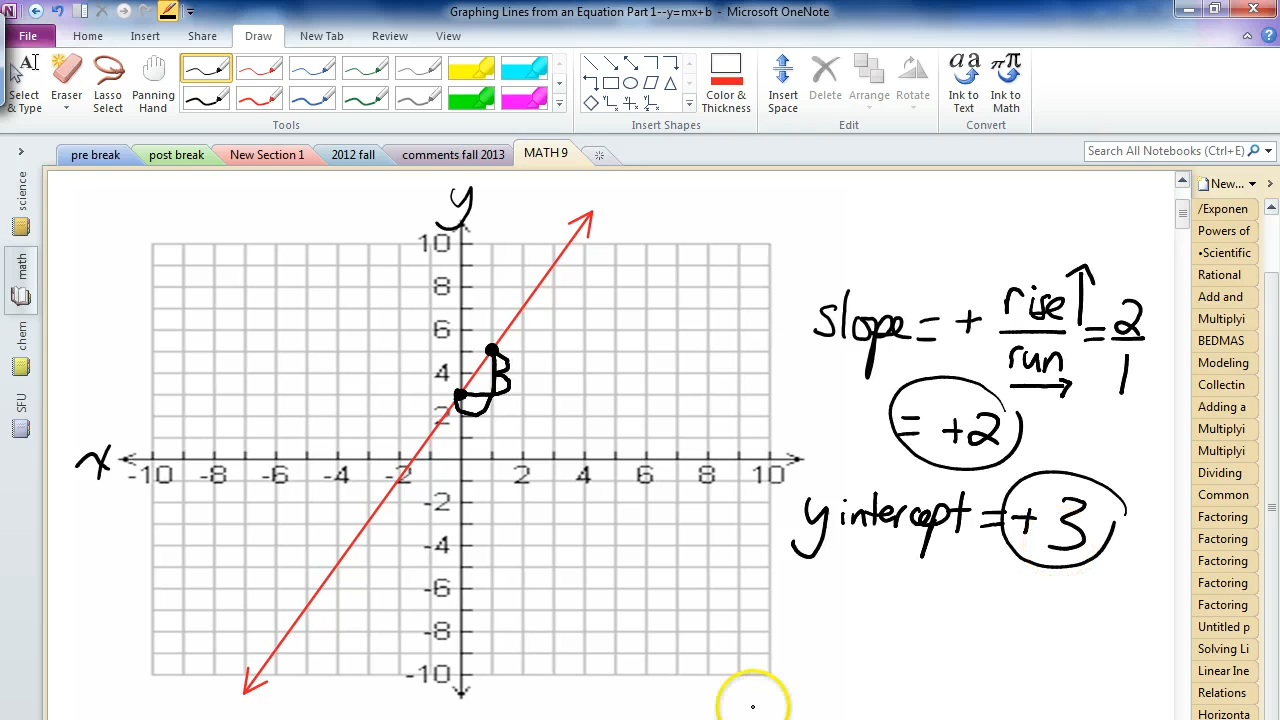 Graphing Lines from an Equation Part 1--y=mx+b - Microsoft OneNote
File Home Insert Share Draw New Tab Review View
Select & Type
Eraser
Lasso Select
Panning Hand
Color & Thickness
Insert Space
Delete
Arrange
Rotate
Ink to Text
Ink to Math
Tools Insert Shapes Edit Convert
pre break post break New Section 1 2012 fall comments fall 2013 MATH 9
Search All Notebooks (Ctrl+E)
science
math
chem
SFU
y
10
8
6
4
2
x
-10 -8 -6 -4 -2 2 4 6 8 10
-2
-4
-6
-8
-10
slope = + rise/run = 2/1
= +2
y intercept = + 3
New...
/Exponen
Powers of
•Scientific
Rational
Add and
Multiplyi
BEDMAS
Modeling
Collectin
Adding a
Multiplyi
Multiplyi
Dividing
Common
Factoring
Factoring
Factoring
Factoring
Factoring
Untitled p
Solving Li
Linear Ine
Relations
Horizonta